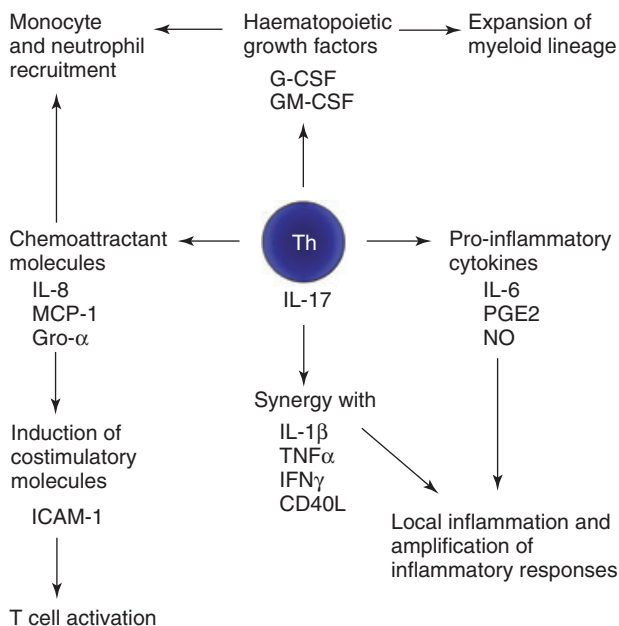 Monocyte
and neutrophil
recruitment
Haematopoietic
growth factors
G-CSF
GM-CSF
Expansion of
myeloid lineage
Chemoattractant
molecules
IL-8
MCP-1
Gro-α
Th
IL-17
Pro-inflammatory
cytokines
IL-6
PGE2
NO
Synergy with
IL-1β
TNFα
IFNγ
CD40L
Induction of
costimulatory
molecules
ICAM-1
Local inflammation and
amplification of
inflammatory responses
T cell activation